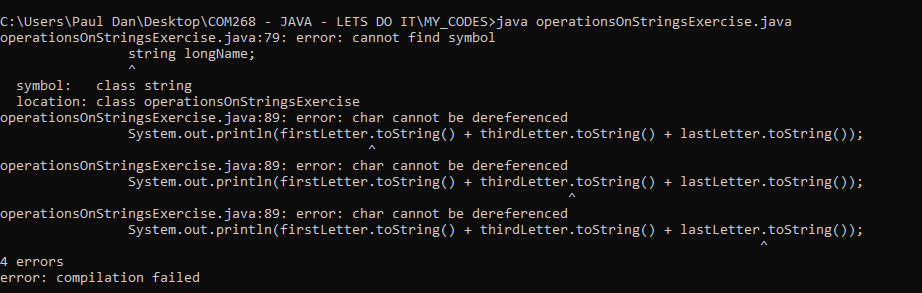 C:\Users\Paul Dan\Desktop\COM268 - JAVA - LETS DO IT\MY_CODES>java operationsOnStringsExercise.java
operationsOnStringsExercise.java:79: error: cannot find symbol
                string longName;
                ^
  symbol:   class string
  location: class operationsOnStringsExercise
operationsOnStringsExercise.java:89: error: char cannot be dereferenced
                System.out.println(firstLetter.toString() + thirdLetter.toString() + lastLetter.toString());
                                              ^
operationsOnStringsExercise.java:89: error: char cannot be dereferenced
                System.out.println(firstLetter.toString() + thirdLetter.toString() + lastLetter.toString());
                                                                       ^
operationsOnStringsExercise.java:89: error: char cannot be dereferenced
                System.out.println(firstLetter.toString() + thirdLetter.toString() + lastLetter.toString());
                                                                                               ^
4 errors
error: compilation failed